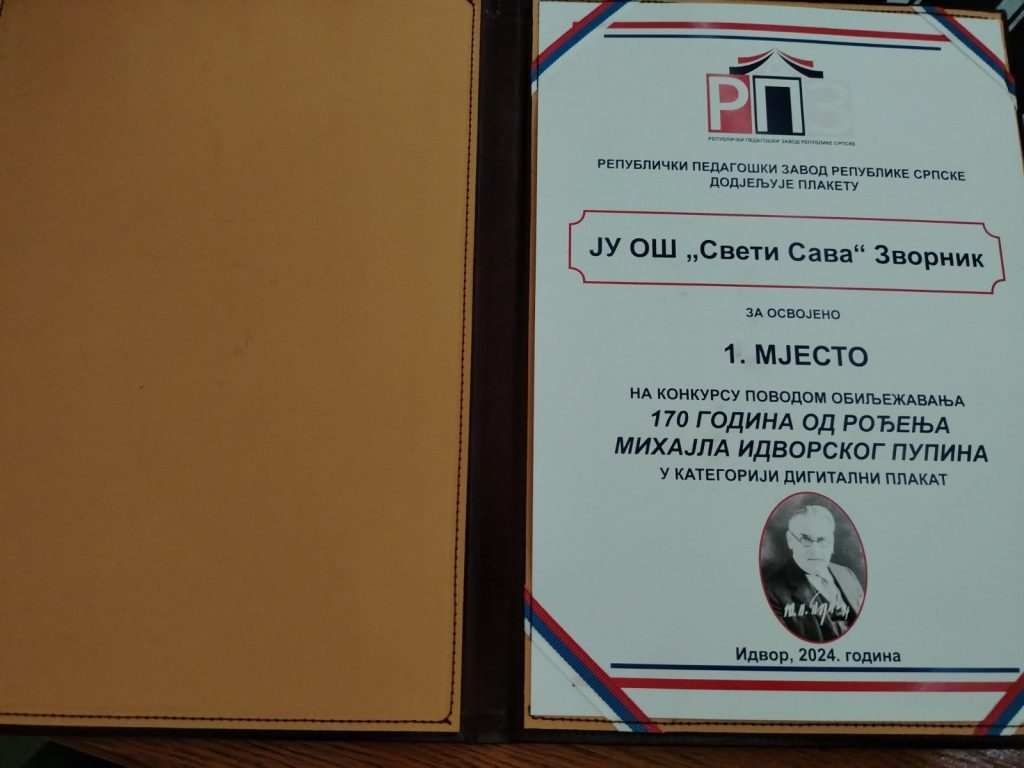 РПЗ
РЕПУБЛИЧКИ ПЕДАГОШКИ ЗАВОД РЕПУБЛИКЕ СРПСКЕ
РЕПУБЛИЧКИ ПЕДАГОШКИ ЗАВОД РЕПУБЛИКЕ СРПСКЕ
ДОДЈЕЉУЈЕ ПЛАКЕТУ
ЈУ ОШ „Свети Сава“ Зворник
ЗА ОСВОЈЕНО
1. МЈЕСТО
НА КОНКУРСУ ПОВОДОМ ОБИЉЕЖАВАЊА
170 ГОДИНА ОД РОЂЕЊА
МИХАЈЛА ИДВОРСКОГ ПУПИНА
У КАТЕГОРИЈИ ДИГИТАЛНИ ПЛАКАТ
Идвор, 2024. година